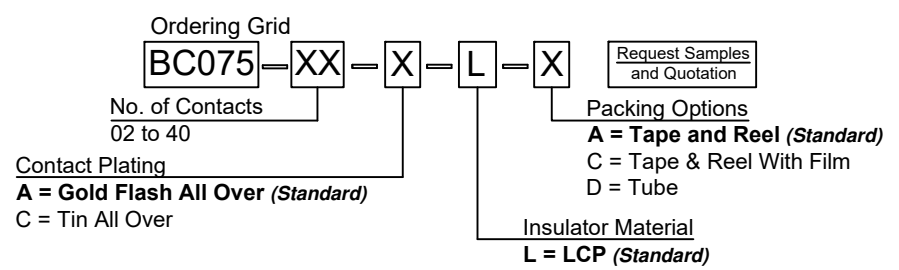 Ordering Grid
BC075 – XX – X – L – X
Request Samples
and Quotation
No. of Contacts
02 to 40
Packing Options
A = Tape and Reel (Standard)
C = Tape & Reel With Film
D = Tube
Contact Plating
A = Gold Flash All Over (Standard)
C = Tin All Over
Insulator Material
L = LCP (Standard)